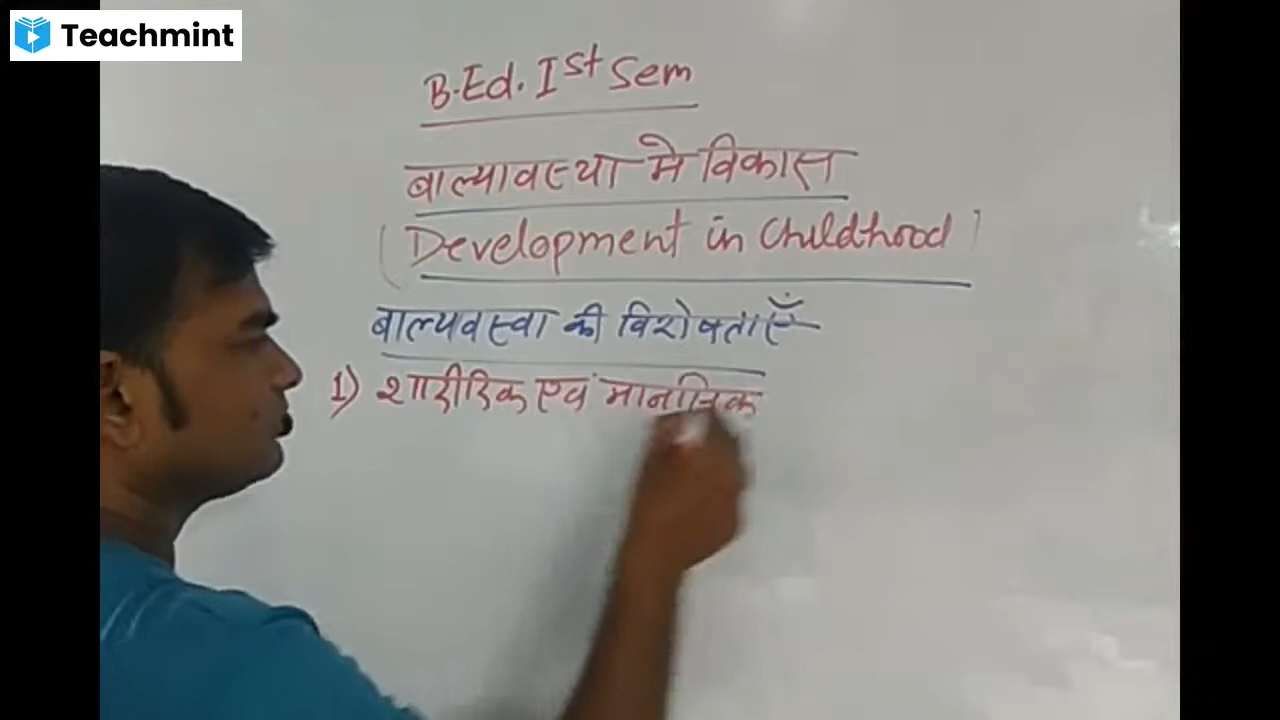 Teachmint
B.Ed. Ist Sem
बाल्यावस्था मे विकास
(Development in Childhood)
बाल्यवस्था की विशेषताएँ
1) शारीरिक एवं मानसिक